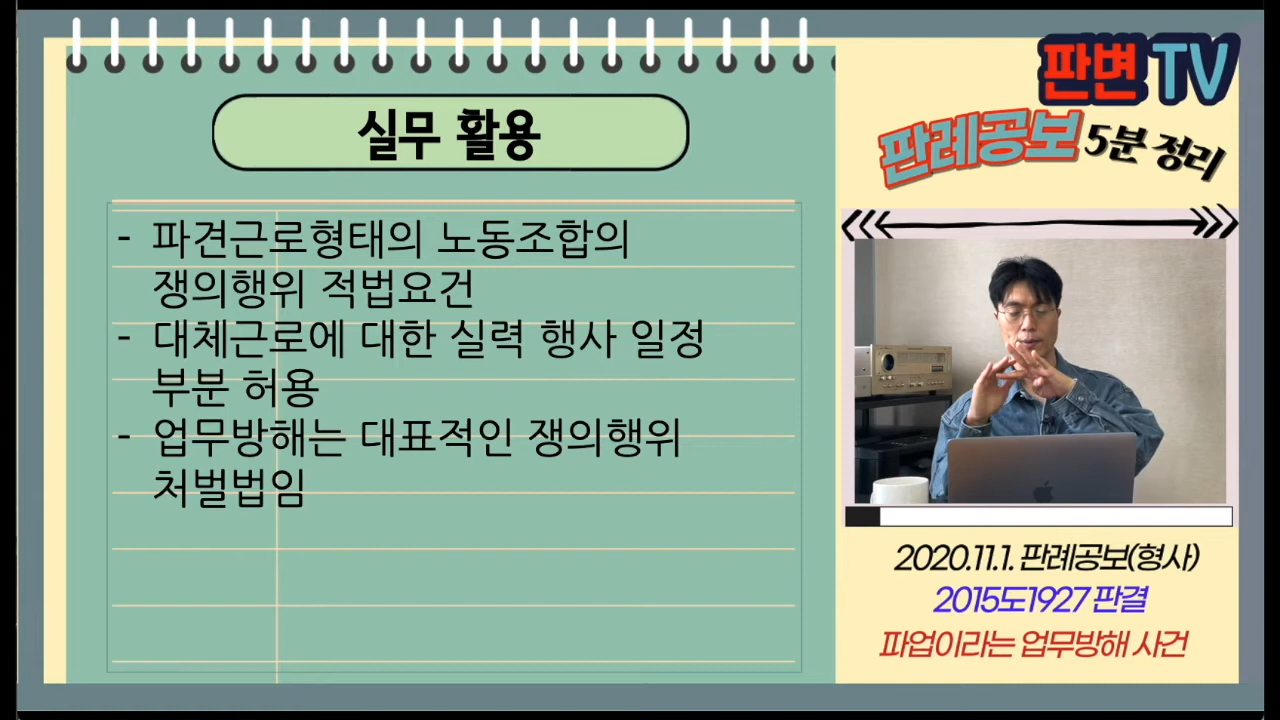 실무 활용
- 파견근로형태의 노동조합의
쟁의행위 적법요건
- 대체근로에 대한 실력 행사 일정
부분 허용
- 업무방해는 대표적인 쟁의행위
처벌법임
판변 TV
판례공보 5분 정리
2020.11.1. 판례공보(형사)
2015도1927 판결
파업이라는 업무방해 사건